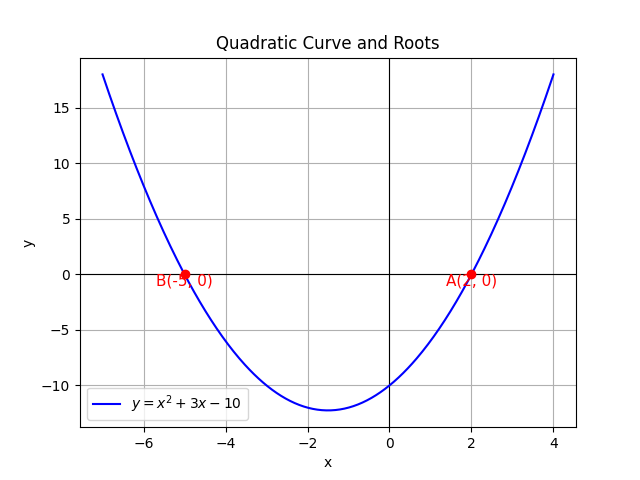 Quadratic Curve and Roots
y
15
10
5
0
−5
−10
B(-5, 0)
A(2, 0)
y = x² + 3x − 10
−6
−4
−2
0
2
4
x